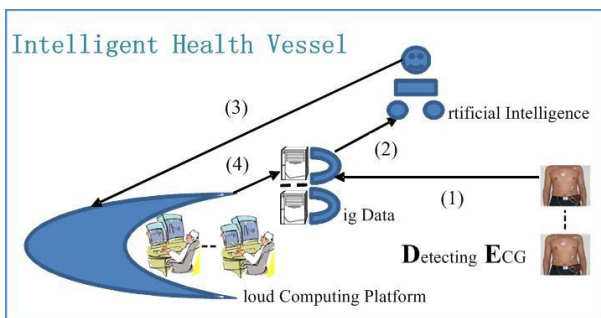 Intelligent Health Vessel
(3)
rtificial Intelligence
(2)
(4)
(1)
ig Data
Detecting ECG
loud Computing Platform